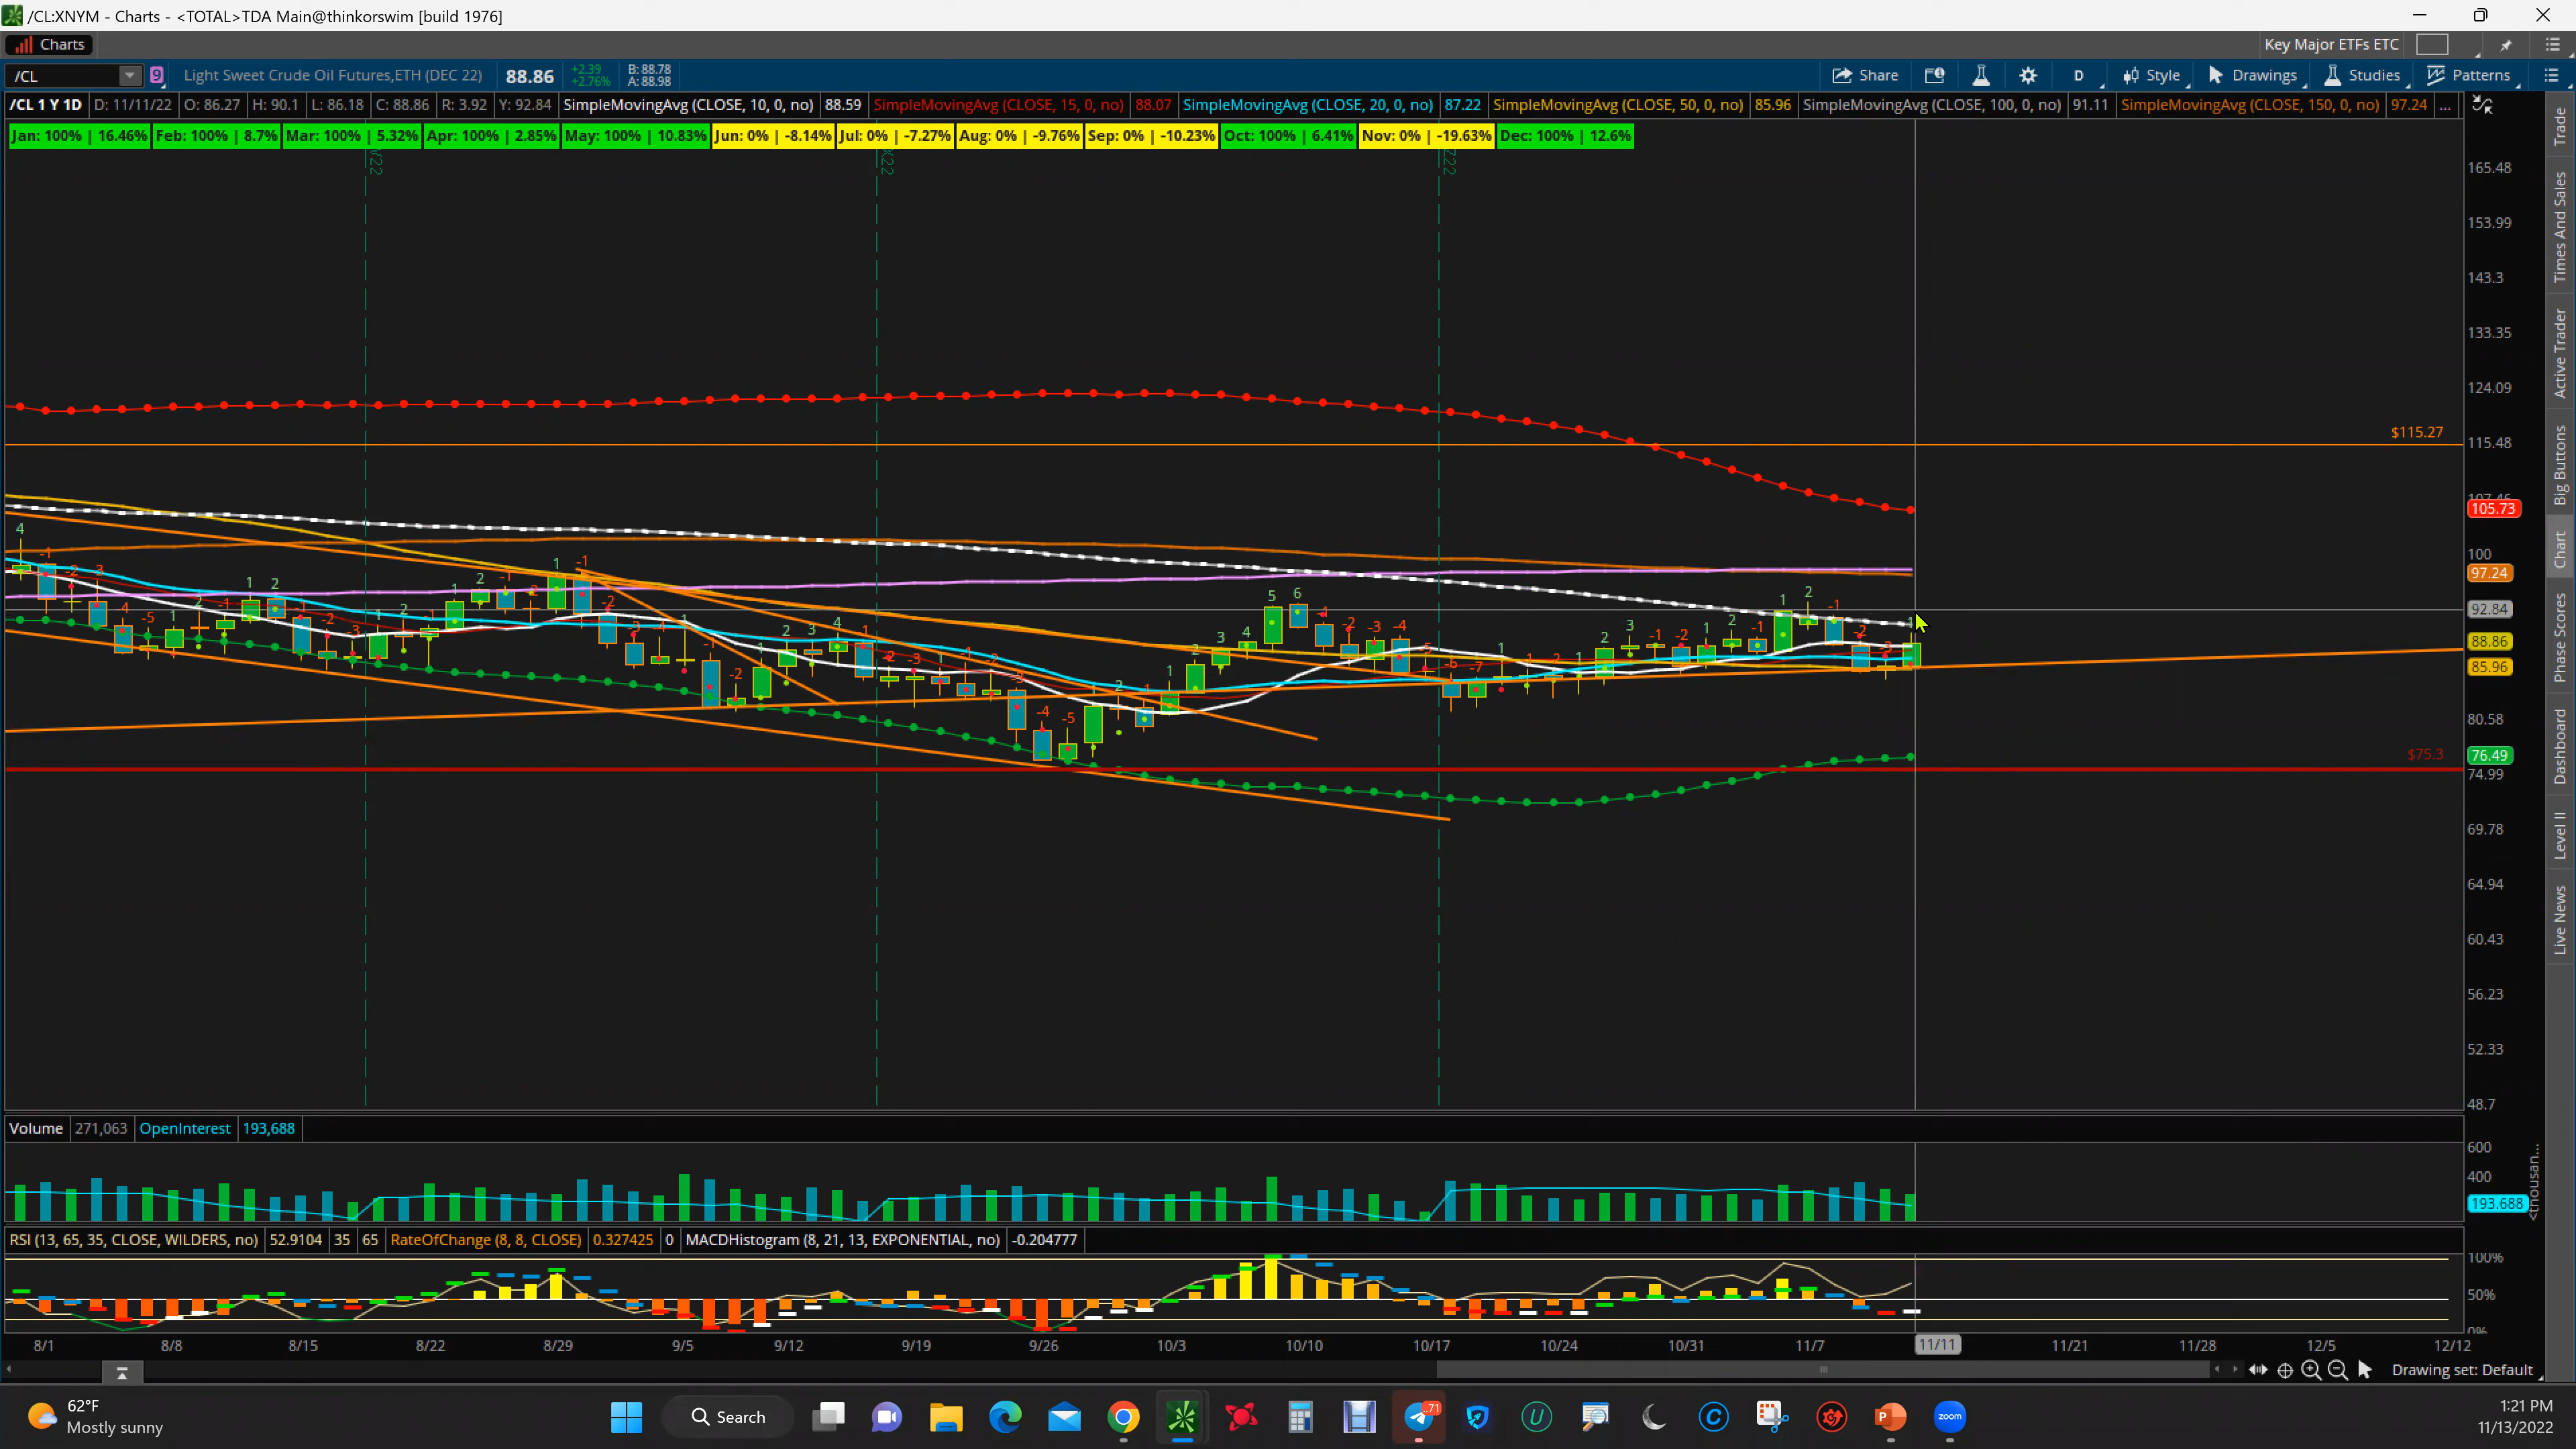 /CL:XNYM - Charts - <TOTAL>TDA Main@thinkorswim [build 1976]
Charts
Key Major ETFs ETC
/CL
9
Light Sweet Crude Oil Futures,ETH (DEC 22)
88.86
+2.39
+2.76%
B: 88.78
A: 88.98
Share
D
Style
Drawings
Studies
Patterns
/CL 1 Y 1D
D: 11/11/22
O: 86.27
H: 90.1
L: 86.18
C: 88.86
R: 3.92
Y: 92.84
SimpleMovingAvg (CLOSE, 10, 0, no)
88.59
SimpleMovingAvg (CLOSE, 15, 0, no)
88.07
SimpleMovingAvg (CLOSE, 20, 0, no)
87.22
SimpleMovingAvg (CLOSE, 50, 0, no)
85.96
SimpleMovingAvg (CLOSE, 100, 0, no)
91.11
SimpleMovingAvg (CLOSE, 150, 0, no)
97.24
...
Jan: 100% | 16.46%
Feb: 100% | 8.7%
Mar: 100% | 5.32%
Apr: 100% | 2.85%
May: 100% | 10.83%
Jun: 0% | -8.14%
Jul: 0% | -7.27%
Aug: 0% | -9.76%
Sep: 0% | -10.23%
Oct: 100% | 6.41%
Nov: 0% | -19.63%
Dec: 100% | 12.6%
165.48
153.99
143.3
133.35
124.09
$115.27
115.48
105.73
100
97.24
92.84
88.86
85.96
80.58
$75.3
76.49
74.99
69.78
64.94
60.43
56.23
52.33
48.7
Trade
Times And Sales
Active Trader
Big Buttons
Chart
Phase Scores
Dashboard
Level II
Live News
Volume
271,063
OpenInterest
193,688
600
400
193.688
<thousan...
RSI (13, 65, 35, CLOSE, WILDERS, no)
52.9104
35
65
RateOfChange (8, 8, CLOSE)
0.327425
0
MACDHistogram (8, 21, 13, EXPONENTIAL, no)
-0.204777
100%
50%
0%
8/1
8/8
8/15
8/22
8/29
9/5
9/12
9/19
9/26
10/3
10/10
10/17
10/24
10/31
11/7
11/11
11/21
11/28
12/5
12/12
Drawing set: Default
62°F
Mostly sunny
Search
71
zoom
1:21 PM
11/13/2022